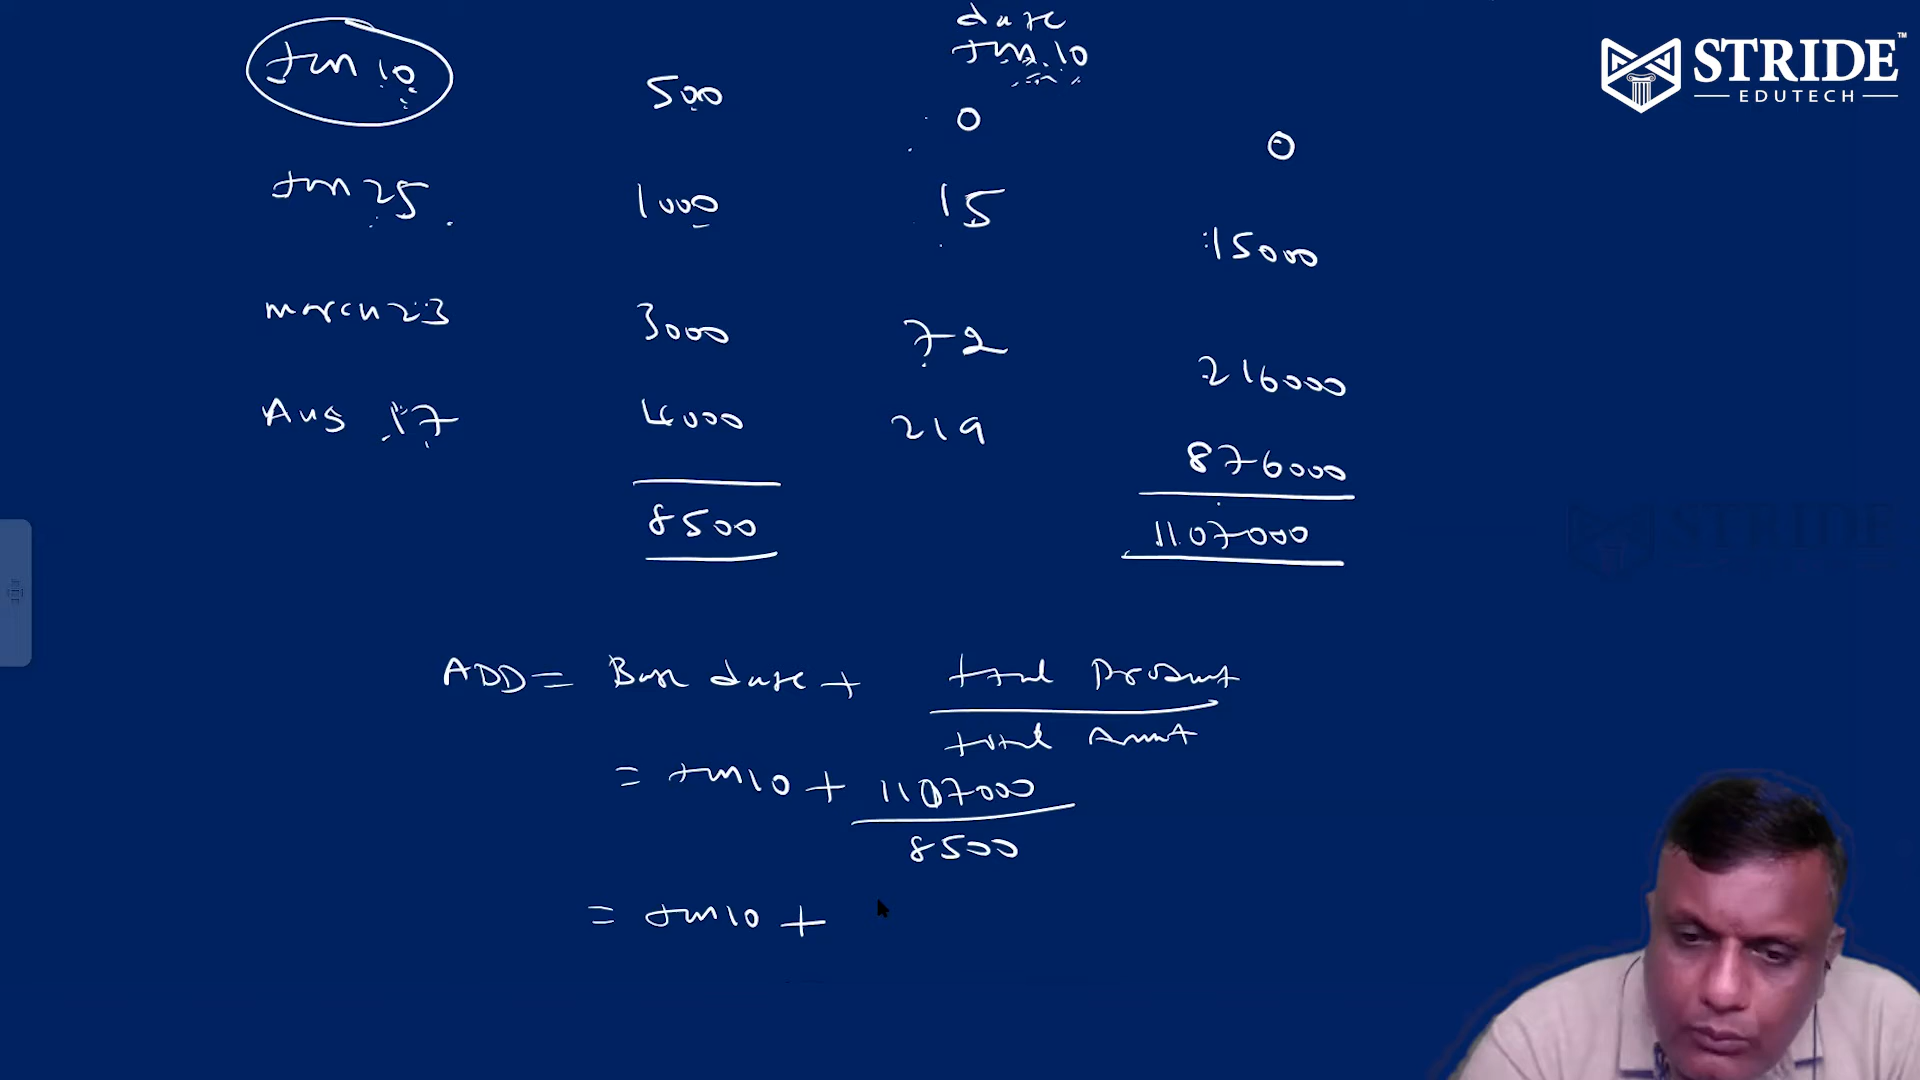 date
Jan 10 500 Jan.10
0 0
STRIDE™
EDUTECH
Jan 25 1000 15 15000
march 23 3000 72 216000
Aug 17 4000 219 876000
8500 1107000
ADD = Base date + total Product
total Amount
= Jan 10 + 1107000
8500
= Jan 10 +
STRIDE